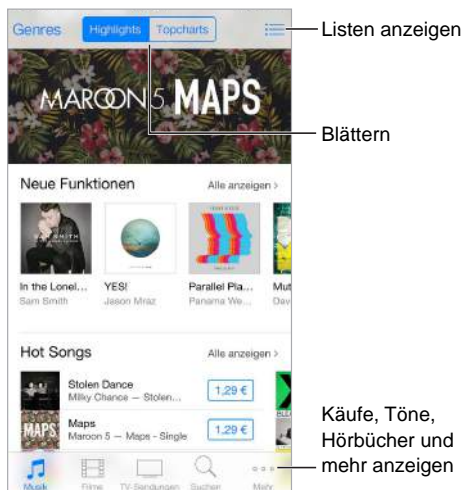 Genres Highlights Topcharts
Listen anzeigen
MAROON 5 MAPS
Blättern
Neue Funktionen Alle anzeigen >
SAM SMITH
In the Lonel... YES! Parallel Pla... Mut
Sam Smith Jason Mraz Panama We... Dav
Hot Songs Alle anzeigen >
Stolen Dance
Milky Chance — Stolen... 1,29 €
MAPS
Maps
Maroon 5 — Maps - Single 1,29 €
Käufe, Töne,
Hörbücher und
mehr anzeigen
Musik Filme TV-Sendungen Suchen Mehr